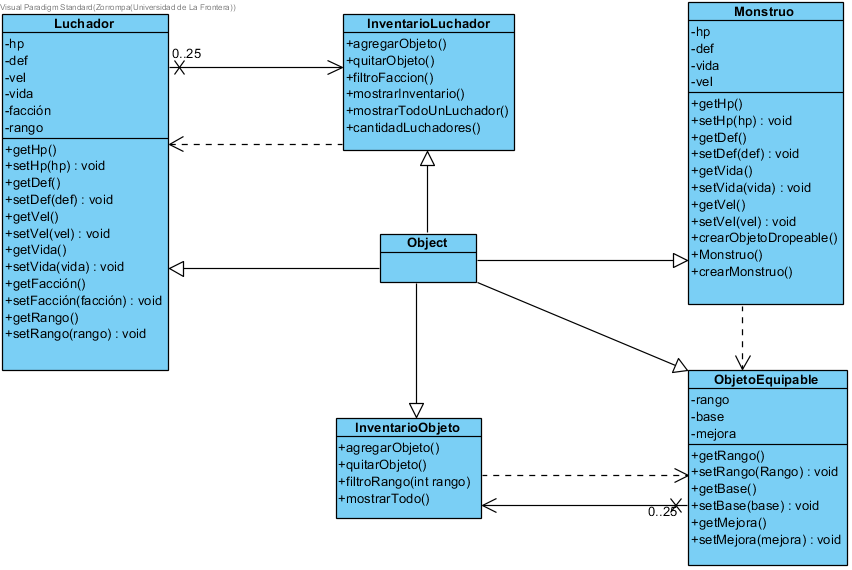 Visual Paradigm Standard(Zorrompa(Universidad de La Frontera))
Luchador
-hp
-def
-vel
-vida
-facción
-rango
+getHp()
+setHp(hp) : void
+getDef()
+setDef(def) : void
+getVel()
+setVel(vel) : void
+getVida()
+setVida(vida) : void
+getFacción()
+setFacción(facción) : void
+getRango()
+setRango(rango) : void
0..25
InventarioLuchador
+agregarObjeto()
+quitarObjeto()
+filtroFaccion()
+mostrarInventario()
+mostrarTodoUnLuchador()
+cantidadLuchadores()
Monstruo
-hp
-def
-vida
-vel
+getHp()
+setHp(hp) : void
+getDef()
+setDef(def) : void
+getVida()
+setVida(vida) : void
+getVel()
+setVel(vel) : void
+crearObjetoDropeable()
+Monstruo()
+crearMonstruo()
Object
InventarioObjeto
+agregarObjeto()
+quitarObjeto()
+filtroRango(int rango)
+mostrarTodo()
0..25
ObjetoEquipable
-rango
-base
-mejora
+getRango()
+setRango(Rango) : void
+getBase()
+setBase(base) : void
+getMejora()
+setMejora(mejora) : void